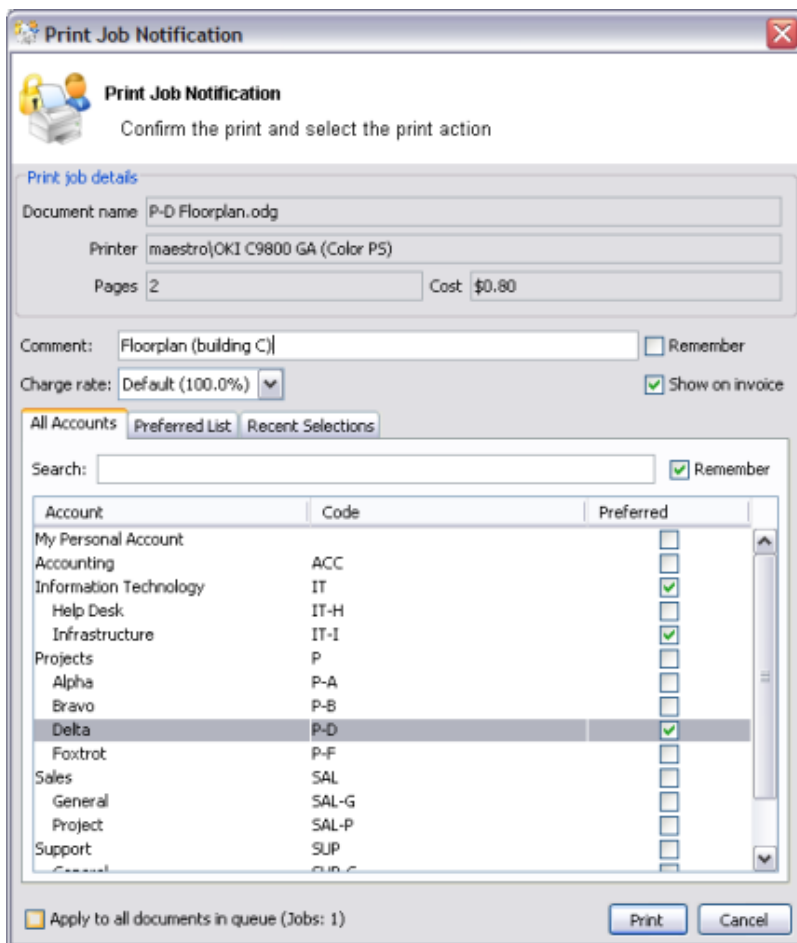 Print Job Notification
Print Job Notification
Confirm the print and select the print action
Print job details
Document name P-D Floorplan.odg
Printer maestro\OKI C9800 GA (Color PS)
Pages 2 Cost $0.80
Comment: Floorplan (building C) Remember
Charge rate: Default (100.0%) Show on invoice
All Accounts Preferred List Recent Selections
Search: Remember
Account Code Preferred
My Personal Account
Accounting ACC
Information Technology IT
Help Desk IT-H
Infrastructure IT-I
Projects P
Alpha P-A
Bravo P-B
Delta P-D
Foxtrot P-F
Sales SAL
General SAL-G
Project SAL-P
Support SUP
General SUP-G
Apply to all documents in queue (Jobs: 1) Print Cancel